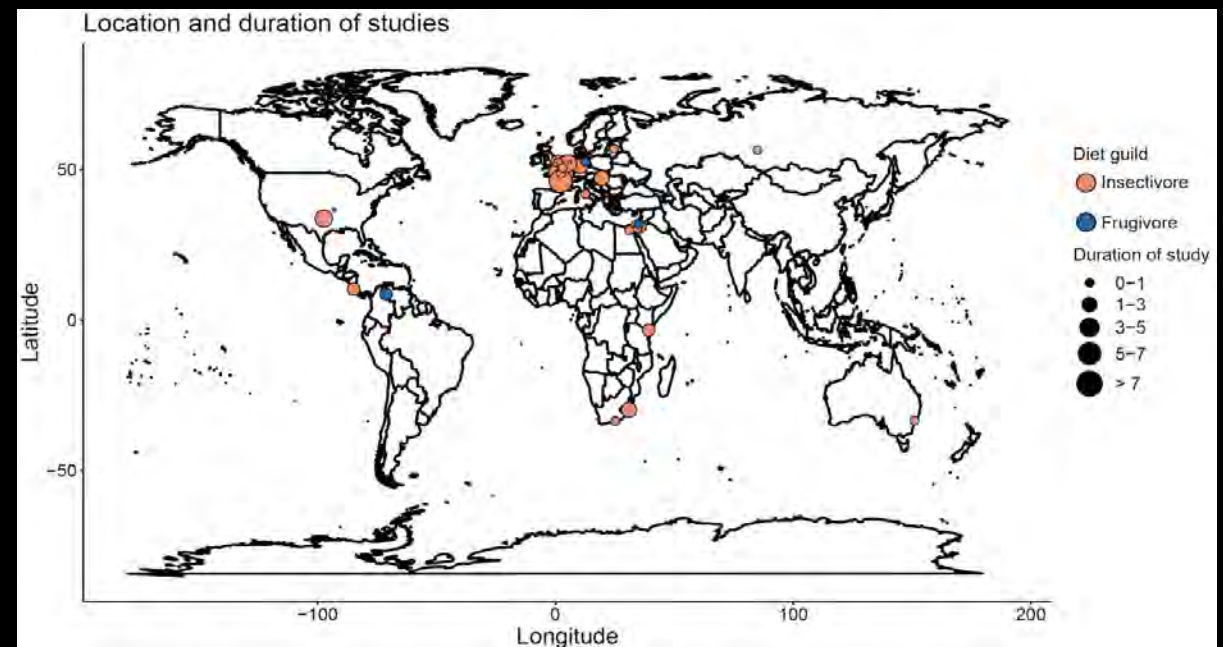 Location and duration of studies
50
0
−50
Latitude
−100
0
100
200
Longitude
Diet guild
Insectivore
Frugivore
Duration of study
0−1
1−3
3−5
5−7
> 7